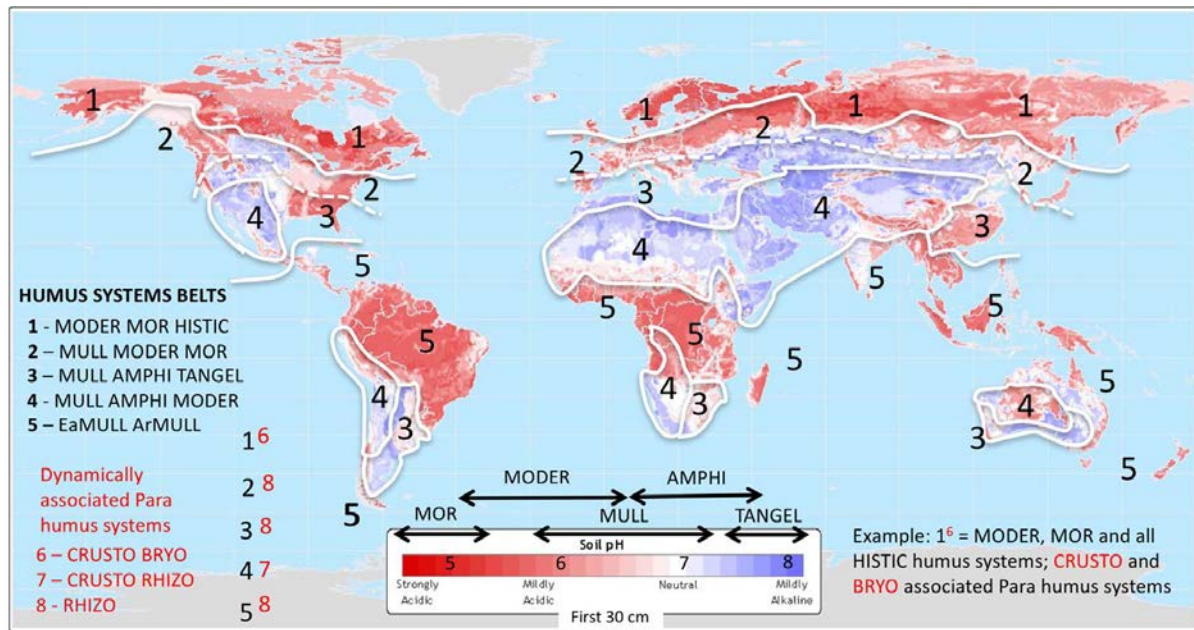 1
1
1
1
1
2
2
2
2
2
3
3
4
4
4
3
5
5
5
5
5
5
5
4
3
4
3
4
3
5
5
5
HUMUS SYSTEMS BELTS
1 - MODER MOR HISTIC
2 – MULL MODER MOR
3 – MULL AMPHI TANGEL
4 - MULL AMPHI MODER
5 – EaMULL ArMULL
Dynamically
associated Para
humus systems
6 – CRUSTO BRYO
7 – CRUSTO RHIZO
8 - RHIZO
1⁶
2 ⁸
3 ⁸
4 ⁷
5 ⁸
MODER
AMPHI
MOR
MULL
TANGEL
Soil pH
5 6 7 8
Strongly Acidic
Mildly Acidic
Neutral
Mildly Alkaline
First 30 cm
Example: 1⁶ = MODER, MOR and all
HISTIC humus systems; CRUSTO and
BRYO associated Para humus systems